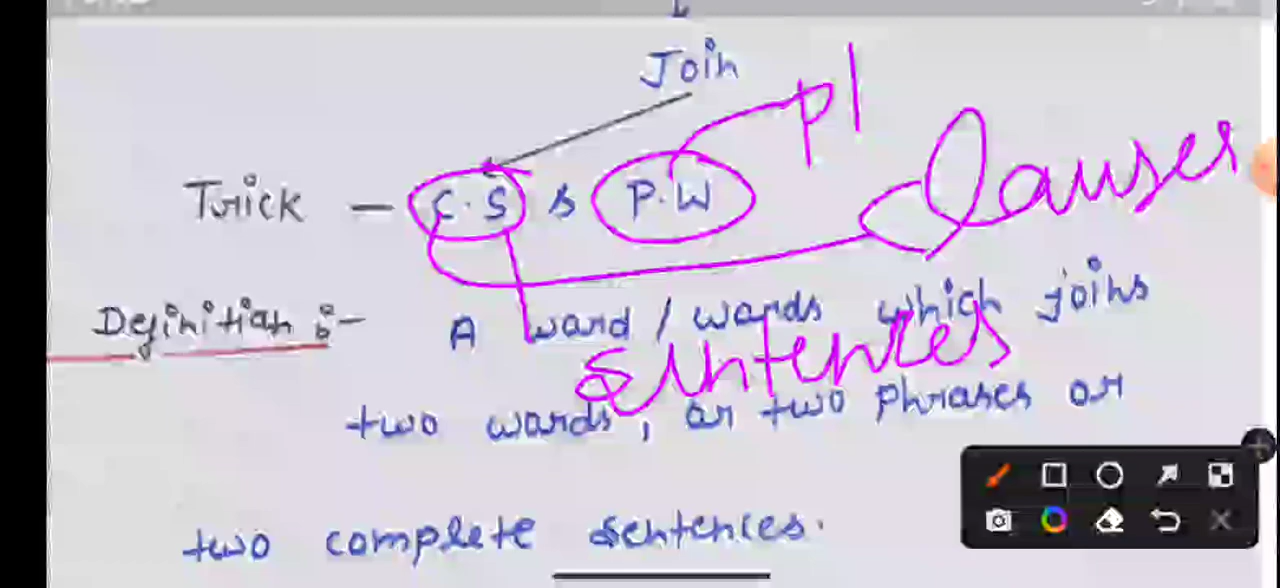 Join
pl
Trick – C.S & P.W
Clauses
Definition :- A word / words which joins
Sentences
two words, or two phrases or
two complete sentences.